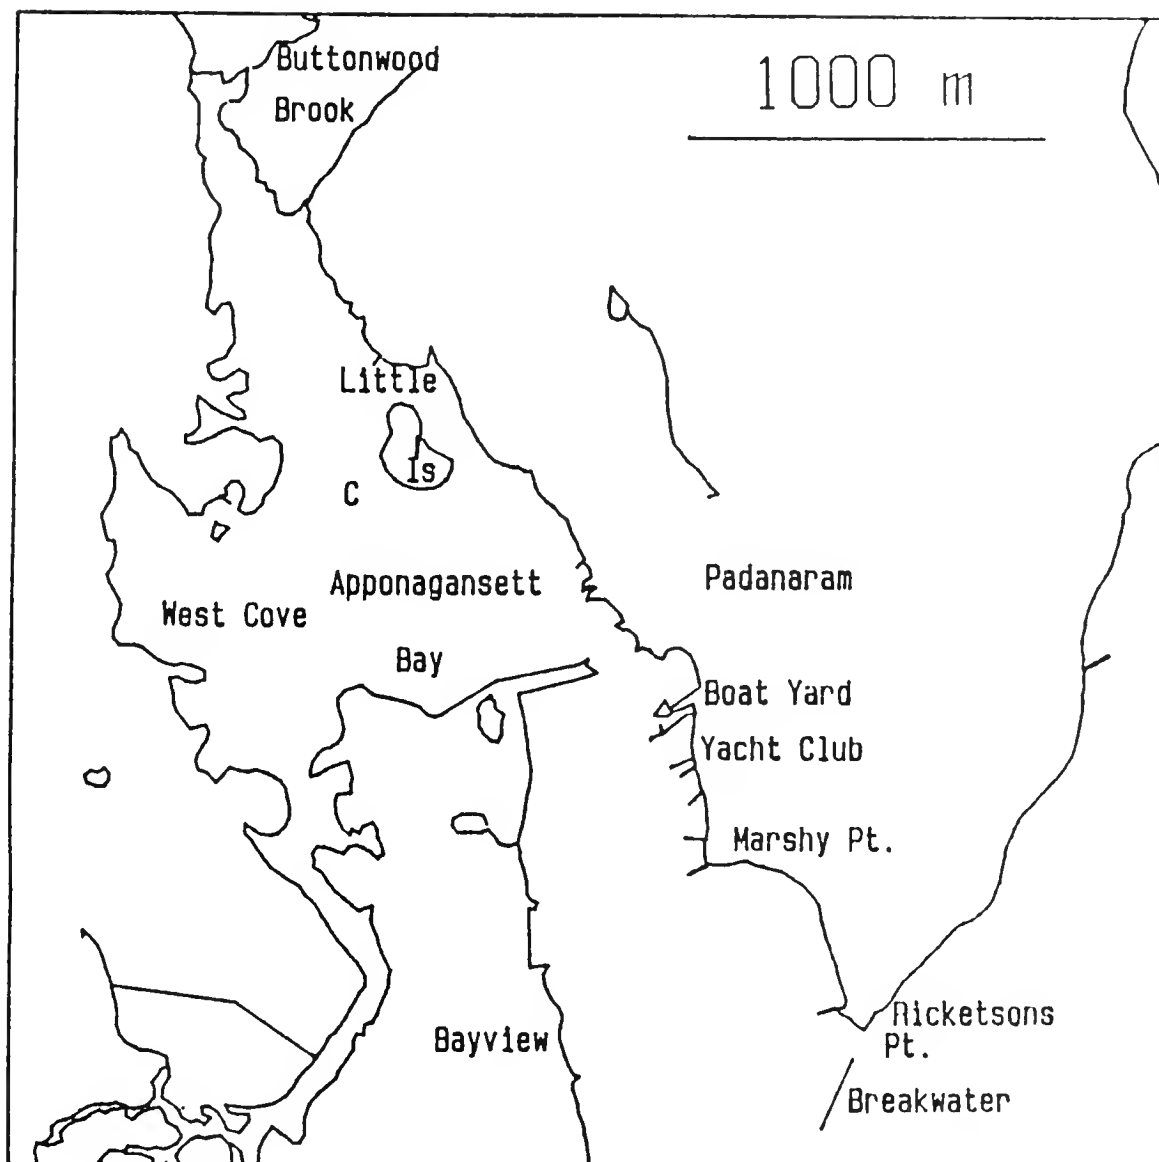 Buttonwood
Brook
1000 m
Little
Is
C
Apponagansett
Bay
West Cove
Padanaram
Boat Yard
Yacht Club
Marshy Pt.
Ricketsons
Pt.
Bayview
Breakwater